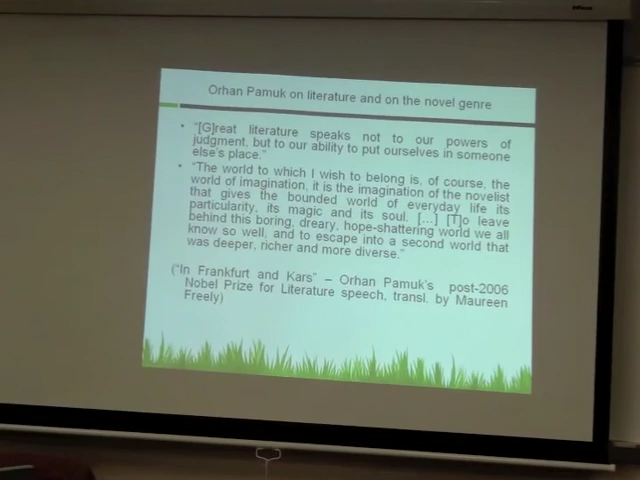 Orhan Pamuk on literature and on the novel genre
• "[G]reat literature speaks not to our powers of
judgment, but to our ability to put ourselves in someone
else's place."
• "The world to which I wish to belong is, of course, the
world of imagination, it is the imagination of the novelist
that gives the bounded world of everyday life its
particularity, its magic and its soul. [...] [T]o leave
behind this boring, dreary, hope-shattering world we all
know so well, and to escape into a second world that
was deeper, richer and more diverse."
("In Frankfurt and Kars" – Orhan Pamuk's post-2006
Nobel Prize for Literature speech, transl. by Maureen
Freely)